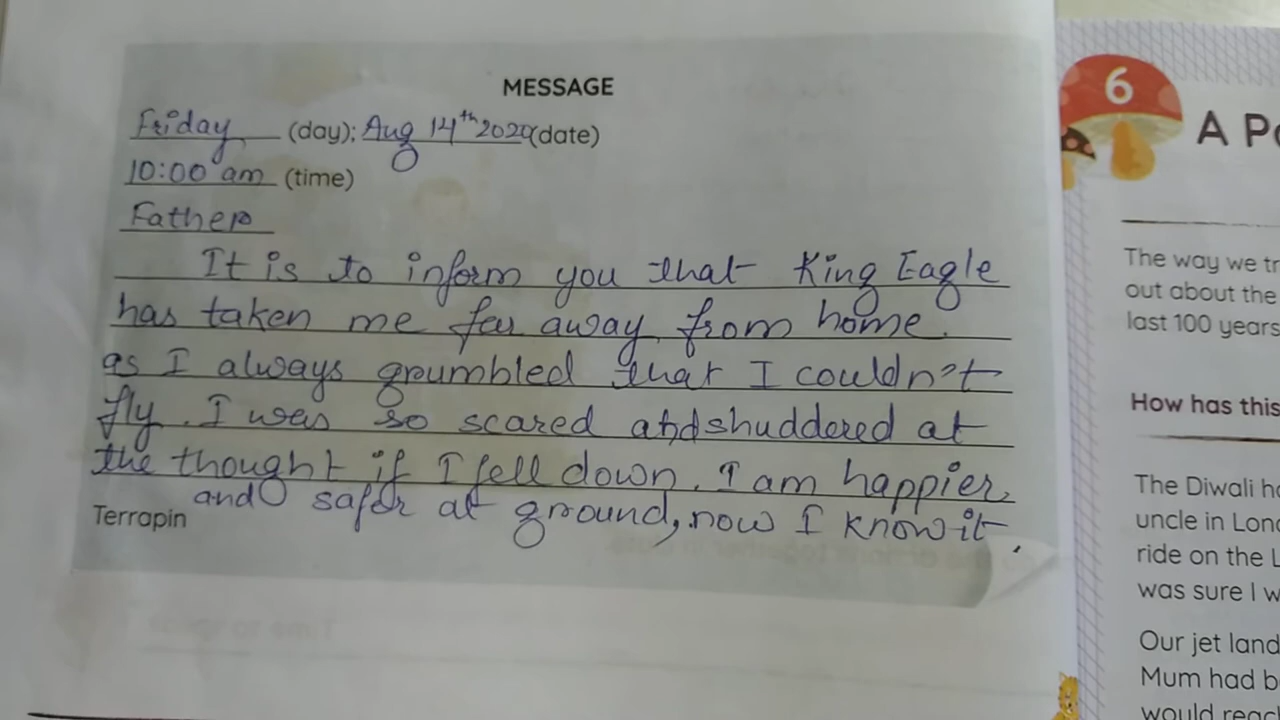 MESSAGE
Friday (day); Aug 14th 2020 (date)
10:00 am (time)
Father
It is to inform you that King Eagle
has taken me far away from home.
as I always grumbled that I couldn't
fly. I was so scared and shuddered at
the thought if I fell down. I am happier
and safer at ground, now I know it.
Terrapin
6
A
The way we
out about the
last 100 years
How has this
The Diwali
uncle in
ride on the
was sure I
Our jet
Mum had
would